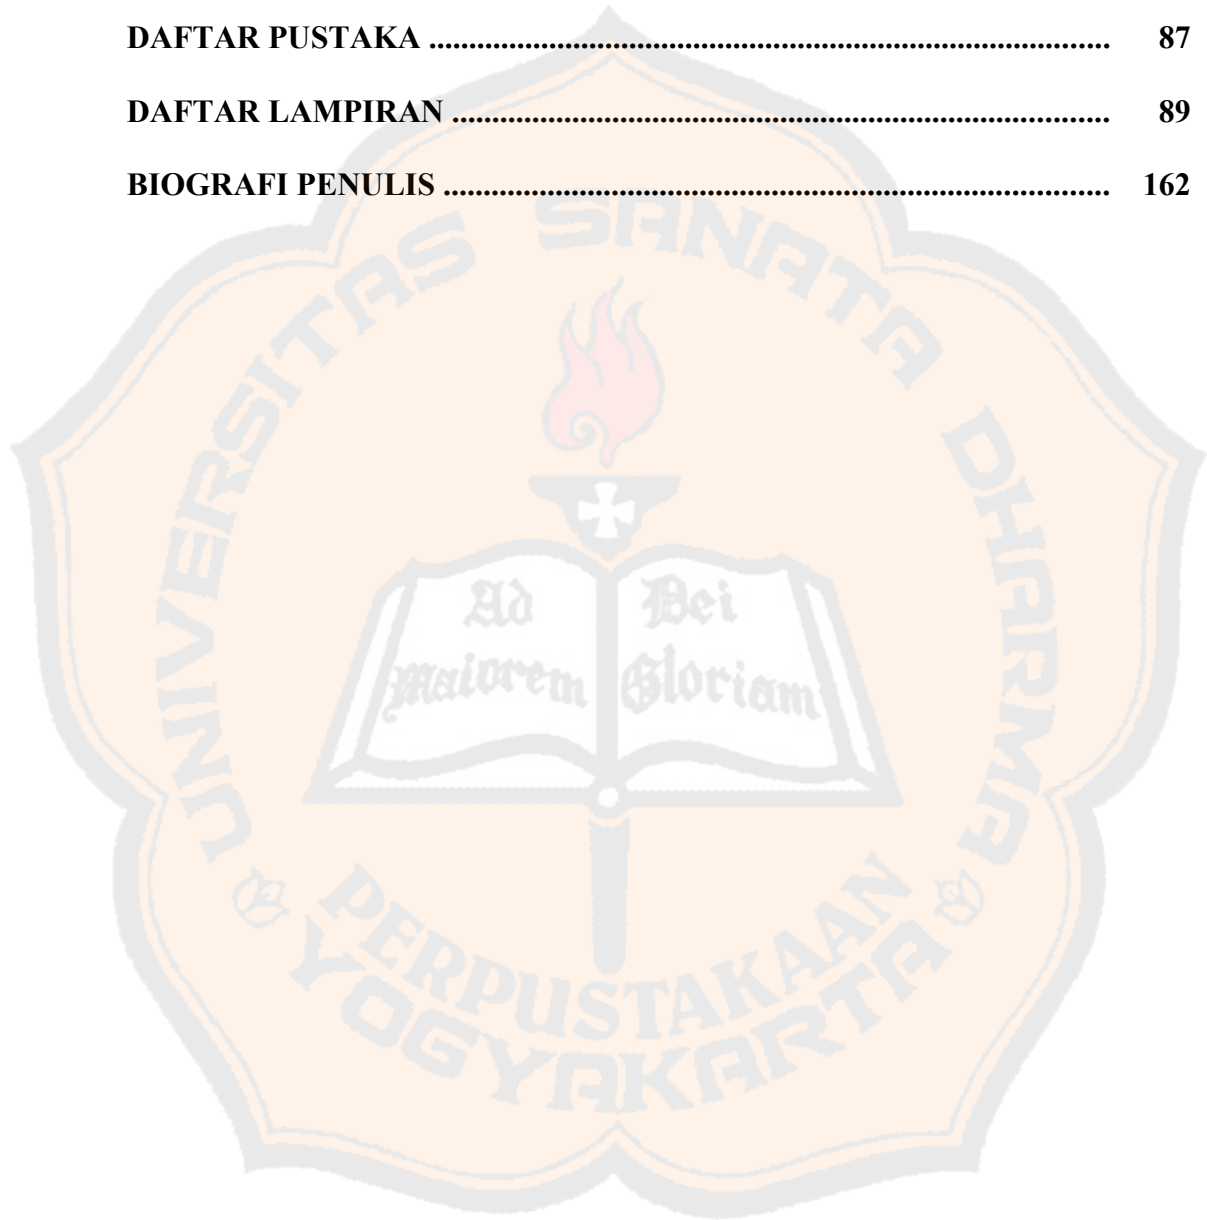 DAFTAR PUSTAKA ..................................................................................... 87
DAFTAR LAMPIRAN .................................................................................. 89
BIOGRAFI PENULIS ................................................................................... 162
UNIVERSITAS SANATA DHARMA
Ad Dei
Maiorem Gloriam
PERPUSTAKAAN
YOGYAKARTA